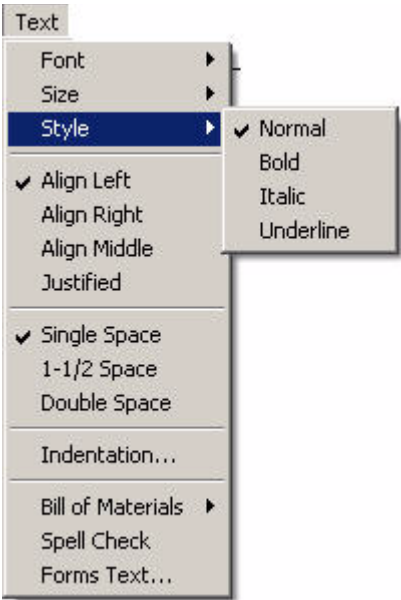 Text
Font
Size
Style
Normal
Bold
Italic
Underline
Align Left
Align Right
Align Middle
Justified
Single Space
1-1/2 Space
Double Space
Indentation...
Bill of Materials
Spell Check
Forms Text...